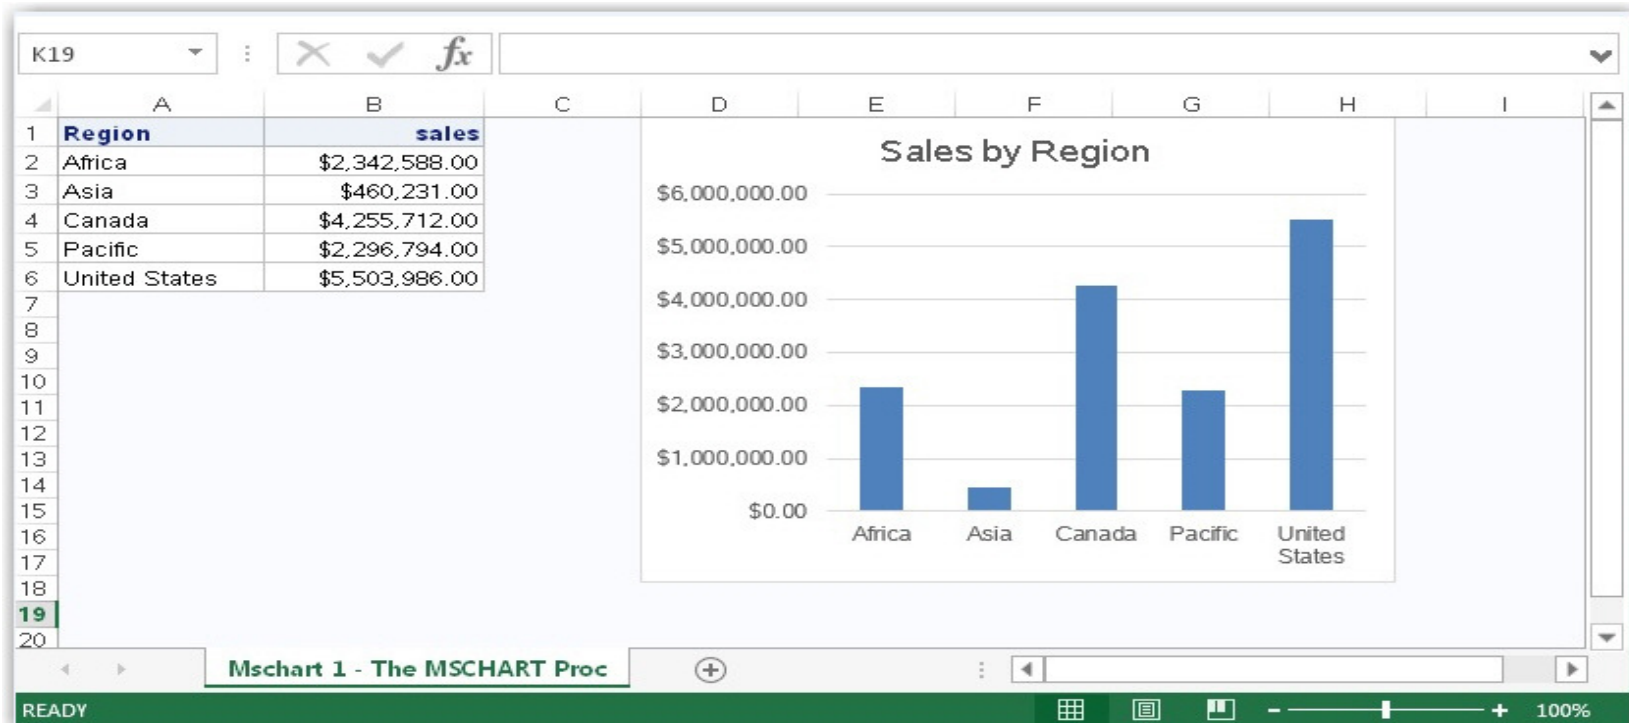 K19 fx
A B C D E F G H I
1 Region sales
2 Africa $2,342,588.00
3 Asia $460,231.00
4 Canada $4,255,712.00
5 Pacific $2,296,794.00
6 United States $5,503,986.00
7
8
9
10
11
12
13
14
15
16
17
18
19
20
Sales by Region
$6,000,000.00
$5,000,000.00
$4,000,000.00
$3,000,000.00
$2,000,000.00
$1,000,000.00
$0.00
Africa Asia Canada Pacific United
States
Mschart 1 - The MSCHART Proc
READY 100%